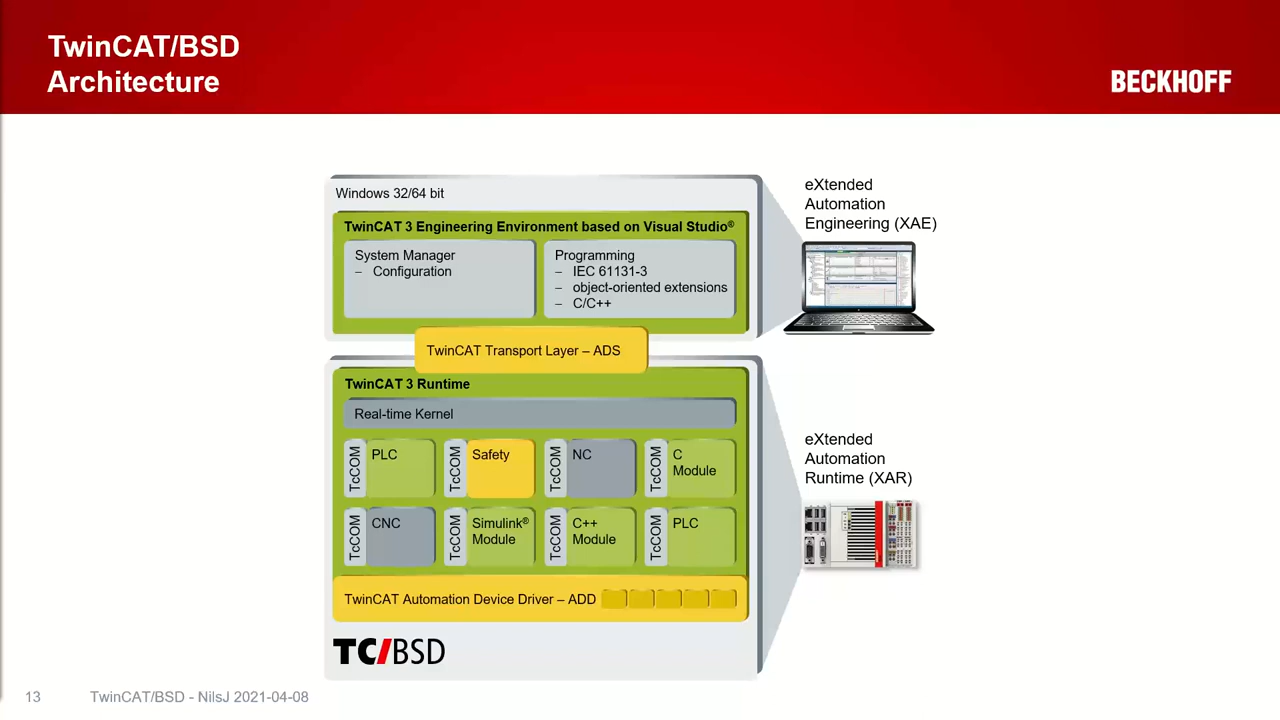 TwinCAT/BSD
Architecture
BECKHOFF
Windows 32/64 bit
TwinCAT 3 Engineering Environment based on Visual Studio®
System Manager
– Configuration
Programming
– IEC 61131-3
– object-oriented extensions
– C/C++
eXtended
Automation
Engineering (XAE)
TwinCAT Transport Layer – ADS
TwinCAT 3 Runtime
Real-time Kernel
TcCOM
PLC
TcCOM
Safety
TcCOM
NC
TcCOM
C
Module
TcCOM
CNC
TcCOM
Simulink®
Module
TcCOM
C++
Module
TcCOM
PLC
eXtended
Automation
Runtime (XAR)
TwinCAT Automation Device Driver – ADD
TC/BSD
13
TwinCAT/BSD - NilsJ 2021-04-08